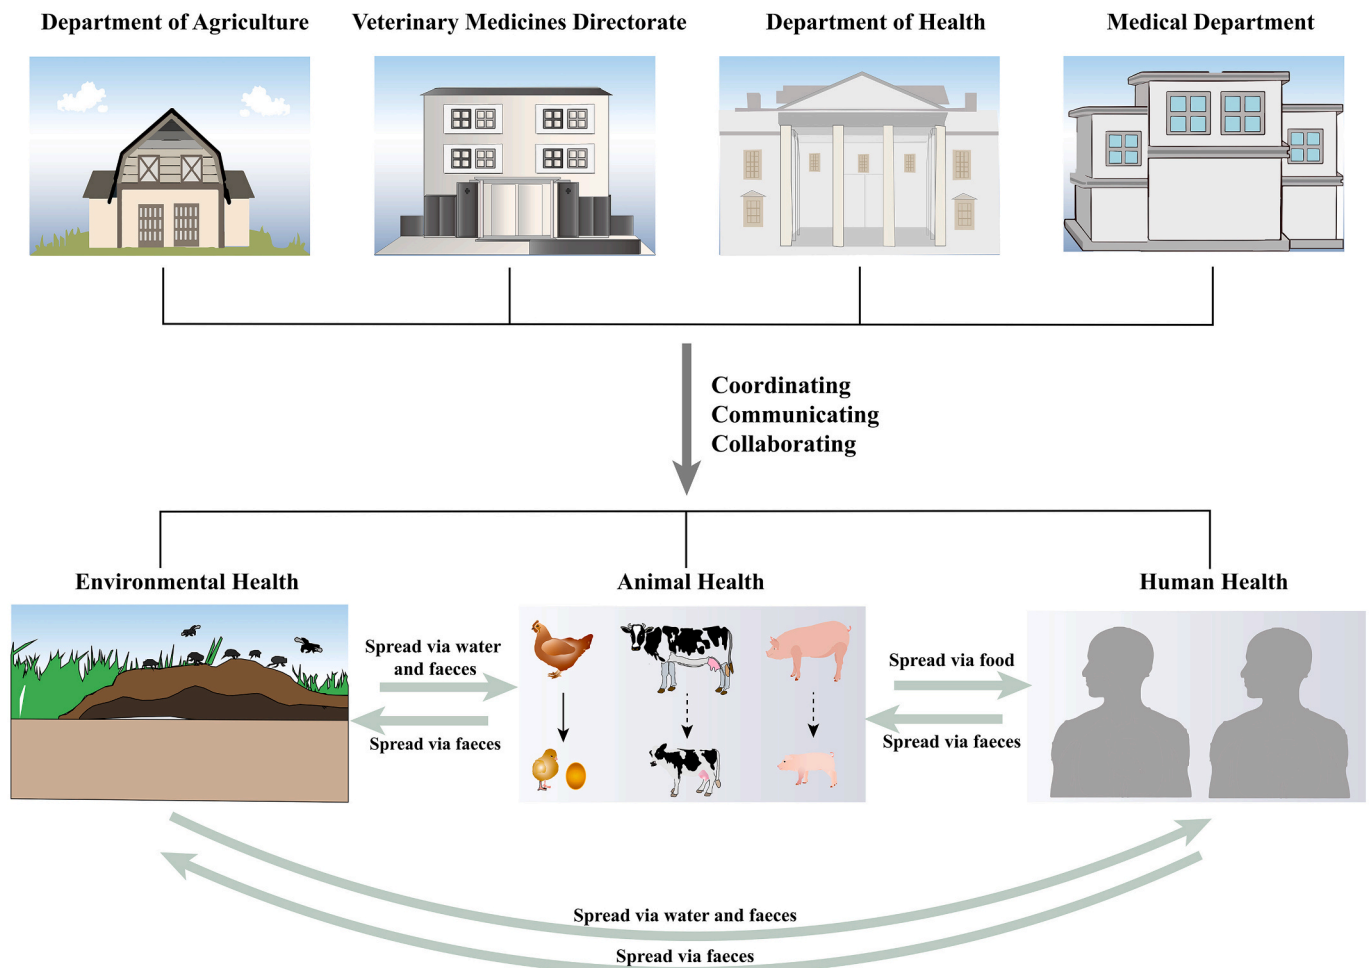 Department of Agriculture
Veterinary Medicines Directorate
Department of Health
Medical Department
Coordinating
Communicating
Collaborating
Environmental Health
Animal Health
Human Health
Spread via water
and faeces
Spread via faeces
Spread via food
Spread via faeces
Spread via water and faeces
Spread via faeces